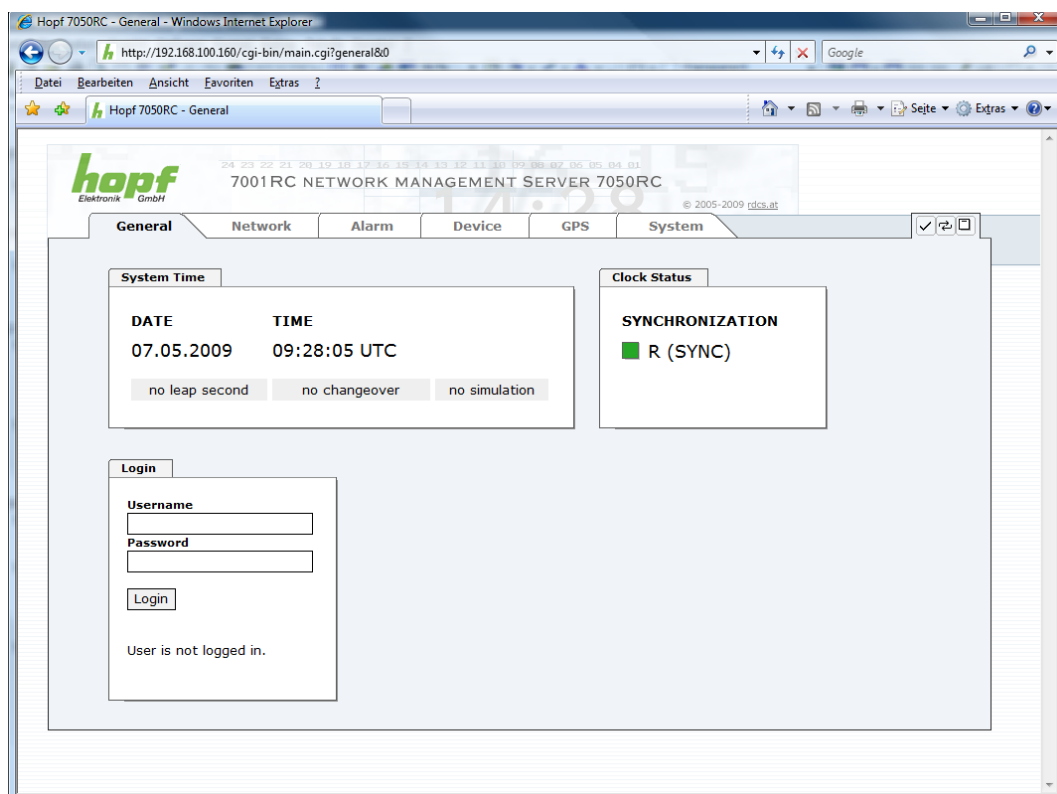 Hopf 7050RC - General - Windows Internet Explorer
http://192.168.100.160/cgi-bin/main.cgi?general&0
Google
Datei Bearbeiten Ansicht Favoriten Extras ?
Hopf 7050RC - General
Seite Extras
24 23 22 21 20 19 18 17 16 15 14 13 12 11 10 09 08 07 06 05 04 01
hopf
Elektronik GmbH
7001RC NETWORK MANAGEMENT SERVER 7050RC
14:28
© 2005-2009 rdcs.at
General Network Alarm Device GPS System
System Time
DATE TIME
07.05.2009 09:28:05 UTC
no leap second no changeover no simulation
Clock Status
SYNCHRONIZATION
R (SYNC)
Login
Username
Password
Login
User is not logged in.